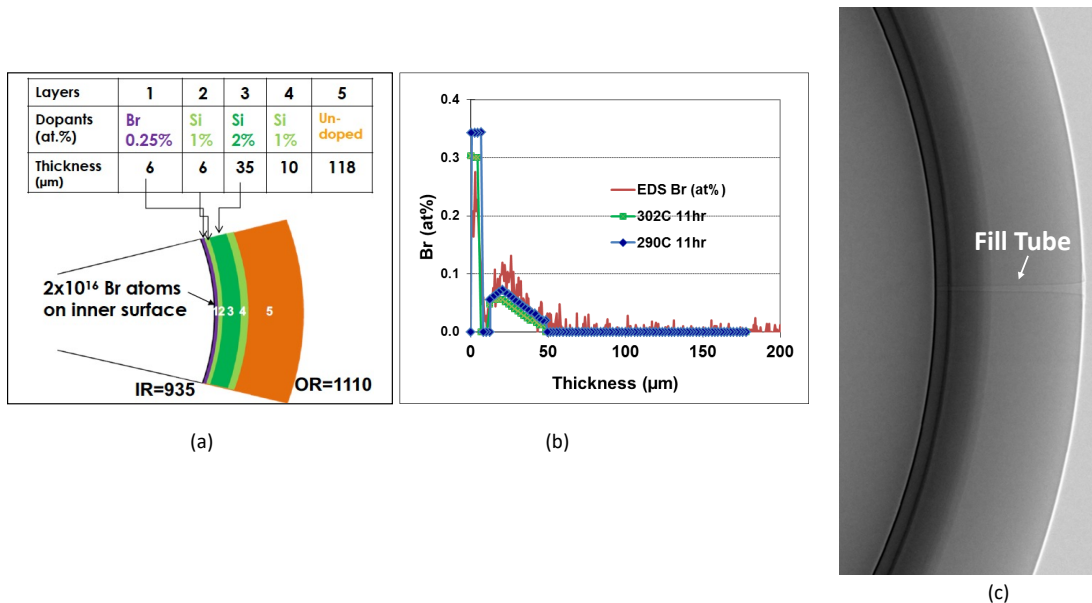 Layers 1 2 3 4 5
Dopants (at.%) Br 0.25% Si 1% Si 2% Si 1% Un-doped
Thickness (µm) 6 6 35 10 118
2x10¹⁶ Br atoms
on inner surface
1 2 3 4 5
IR=935
OR=1110
(a)
0.4
0.3
0.2
0.1
0.0
Br (at%)
EDS Br (at%)
302C 11hr
290C 11hr
0 50 100 150 200
Thickness (µm)
(b)
Fill Tube
(c)